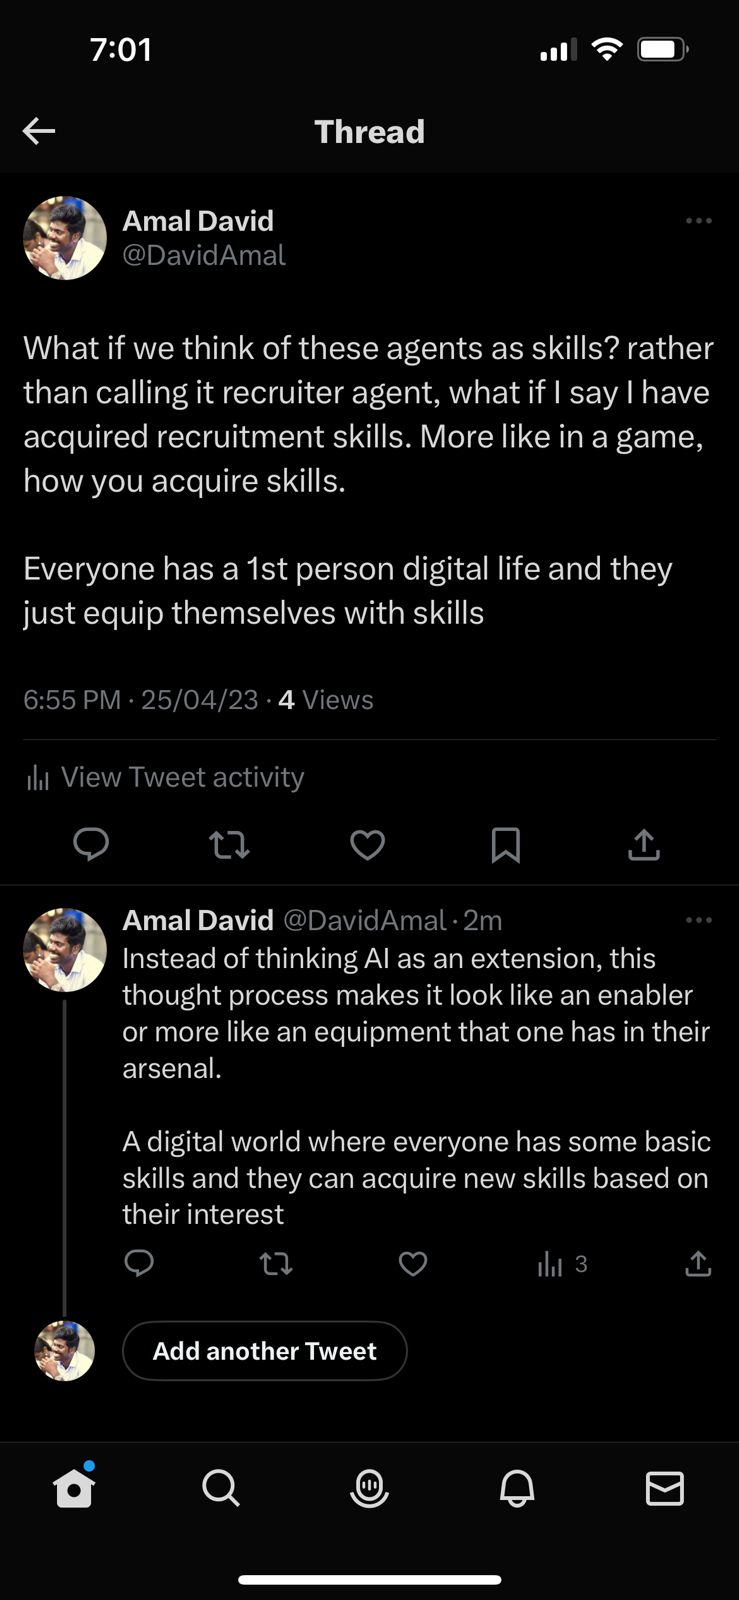 7:01
Thread
Amal David
@DavidAmal
What if we think of these agents as skills? rather
than calling it recruiter agent, what if I say I have
acquired recruitment skills. More like in a game,
how you acquire skills.
Everyone has a 1st person digital life and they
just equip themselves with skills
6:55 PM · 25/04/23 · 4 Views
View Tweet activity
Amal David @DavidAmal · 2m
Instead of thinking AI as an extension, this
thought process makes it look like an enabler
or more like an equipment that one has in their
arsenal.
A digital world where everyone has some basic
skills and they can acquire new skills based on
their interest
3
Add another Tweet